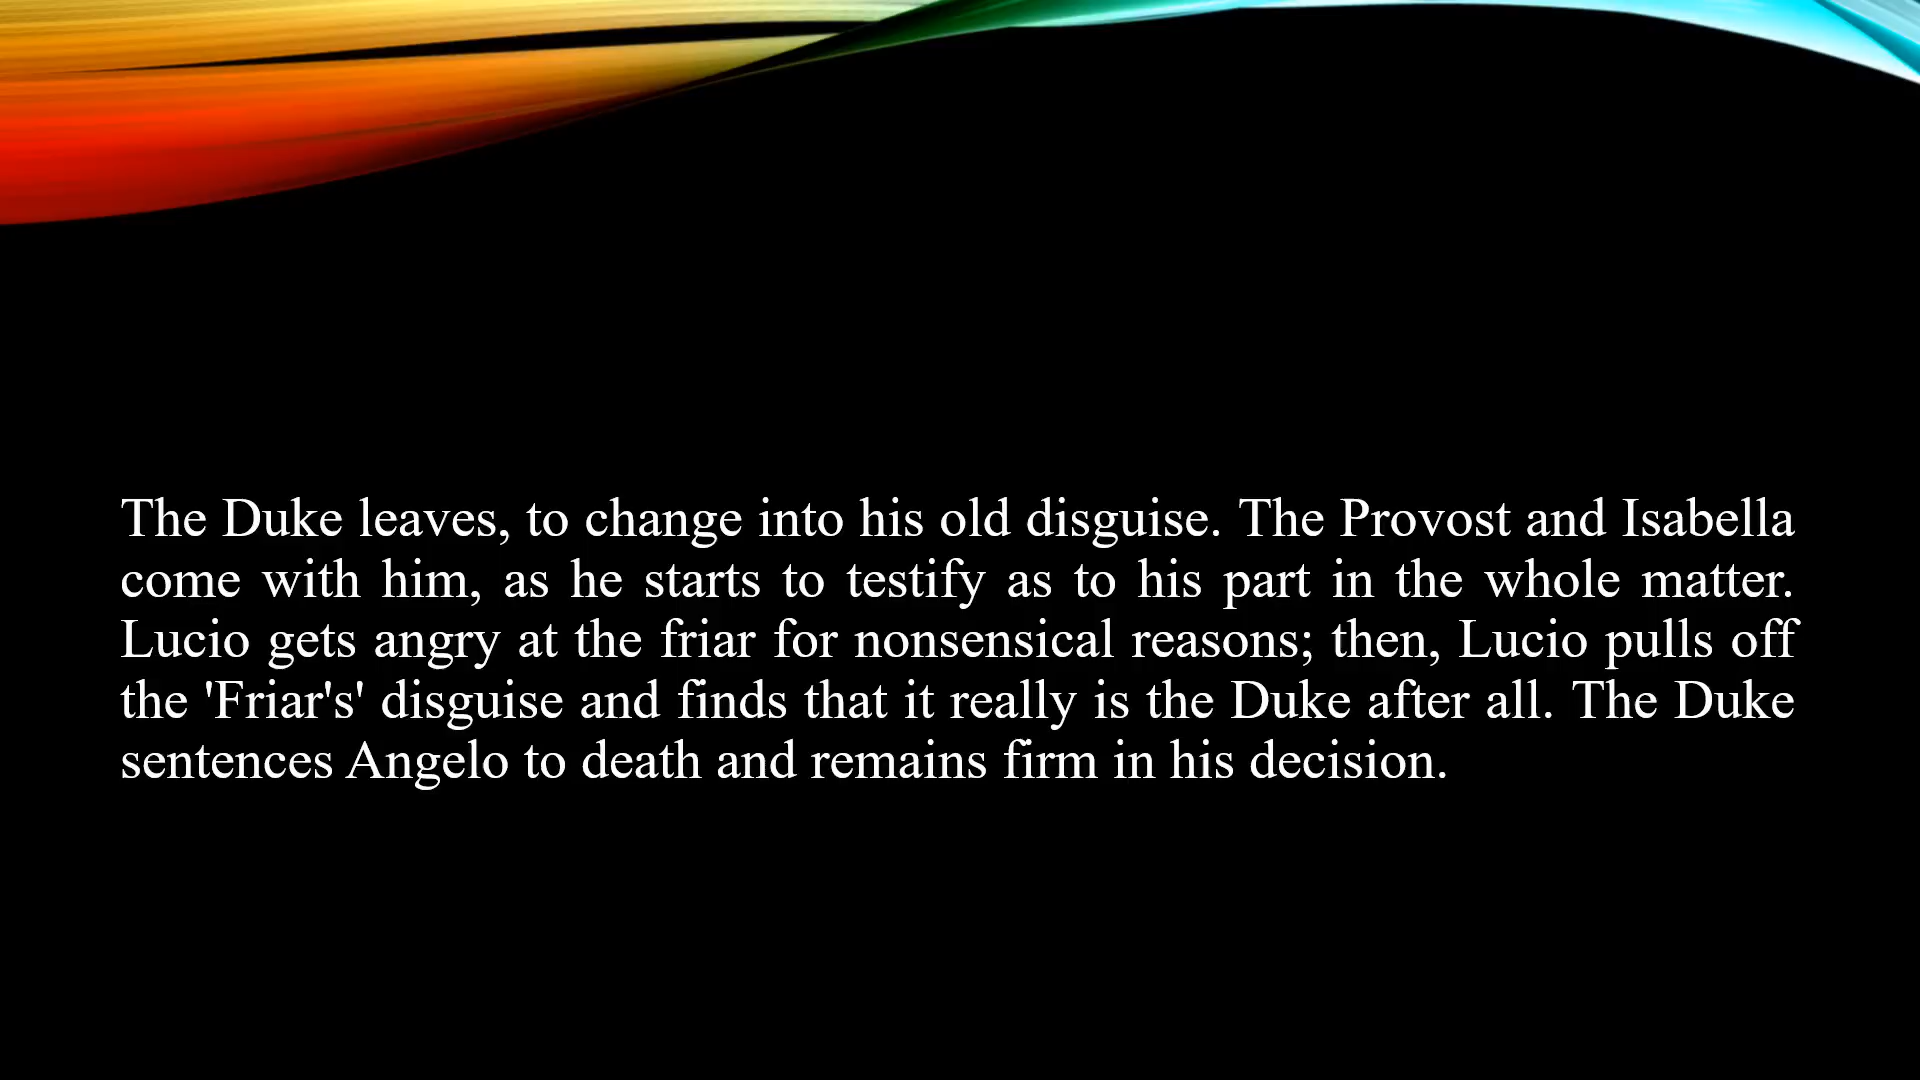 The Duke leaves, to change into his old disguise. The Provost and Isabella
come with him, as he starts to testify as to his part in the whole matter.
Lucio gets angry at the friar for nonsensical reasons; then, Lucio pulls off
the 'Friar's' disguise and finds that it really is the Duke after all. The Duke
sentences Angelo to death and remains firm in his decision.